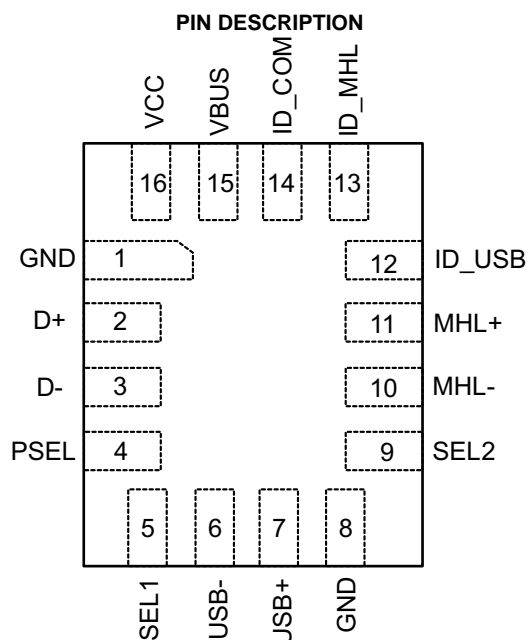 PIN DESCRIPTION
VCC
VBUS
ID_COM
ID_MHL
16
15
14
13
GND
1
12
ID_USB
D+
2
11
MHL+
D-
3
10
MHL-
PSEL
4
9
SEL2
5
6
7
8
SEL1
USB-
USB+
GND